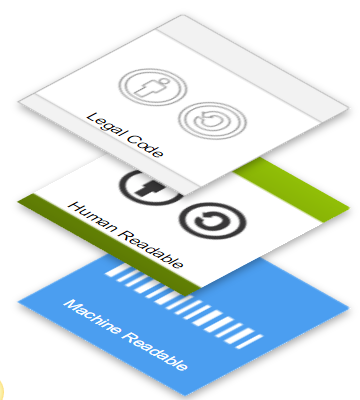 Legal Code
Human Readable
Machine Readable